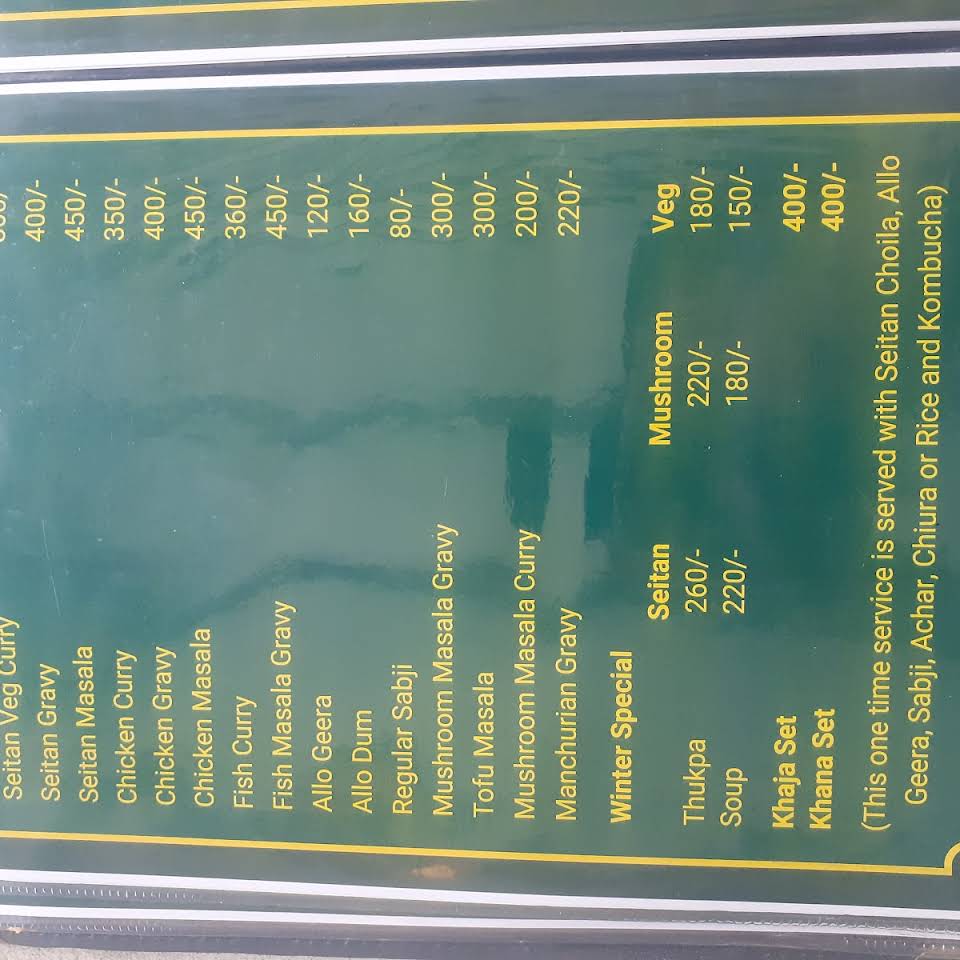 Seitan Veg Curry
Seitan Gravy 400/-
Seitan Masala 450/-
Chicken Curry 350/-
Chicken Gravy 400/-
Chicken Masala 450/-
Fish Curry 360/-
Fish Masala Gravy 450/-
Allo Geera 120/-
Allo Dum 160/-
Regular Sabji 80/-
Mushroom Masala Gravy 300/-
Tofu Masala 300/-
Mushroom Masala Curry 200/-
Manchurian Gravy 220/-
Winter Special
Seitan Mushroom Veg
Thukpa 260/- 220/- 180/-
Soup 220/- 180/- 150/-
Khaja Set 400/-
Khana Set 400/-
(This one time service is served with Seitan Choila, Allo
Geera, Sabji, Achar, Chiura or Rice and Kombucha)